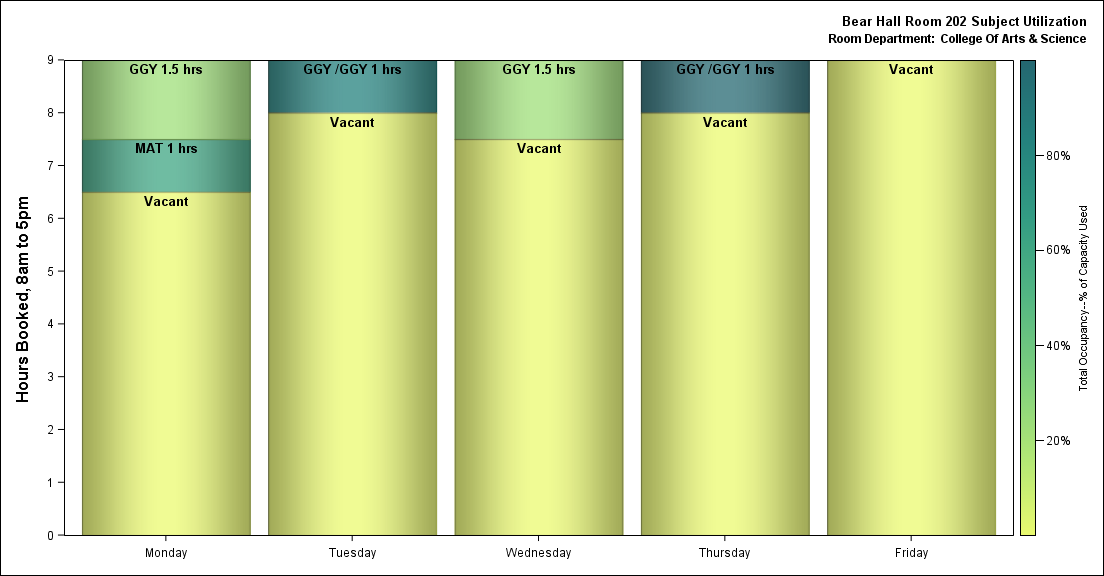 Bear Hall Room 202 Subject Utilization
Room Department:  College Of Arts & Science
Hours Booked, 8am to 5pm
9
8
7
6
5
4
3
2
1
0
GGY 1.5 hrs
MAT 1 hrs
Vacant
GGY /GGY 1 hrs
Vacant
GGY 1.5 hrs
Vacant
GGY /GGY 1 hrs
Vacant
Vacant
Monday
Tuesday
Wednesday
Thursday
Friday
80%
60%
40%
20%
Total Occupancy--% of Capacity Used